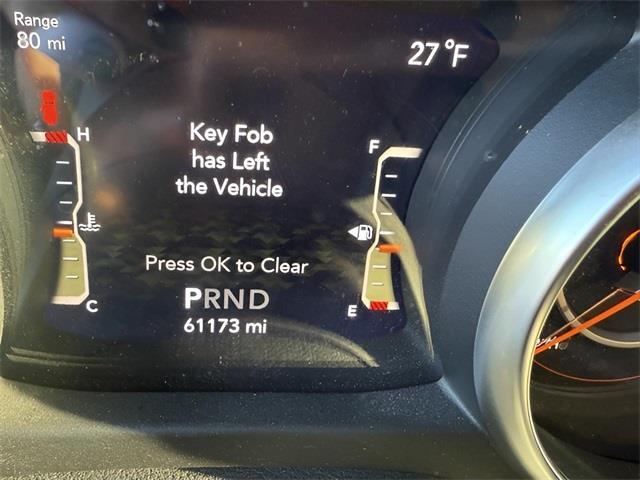 Range
80 mi
27 °F
H
Key Fob
has Left
the Vehicle
F
Press OK to Clear
C
PRND
E
61173 mi